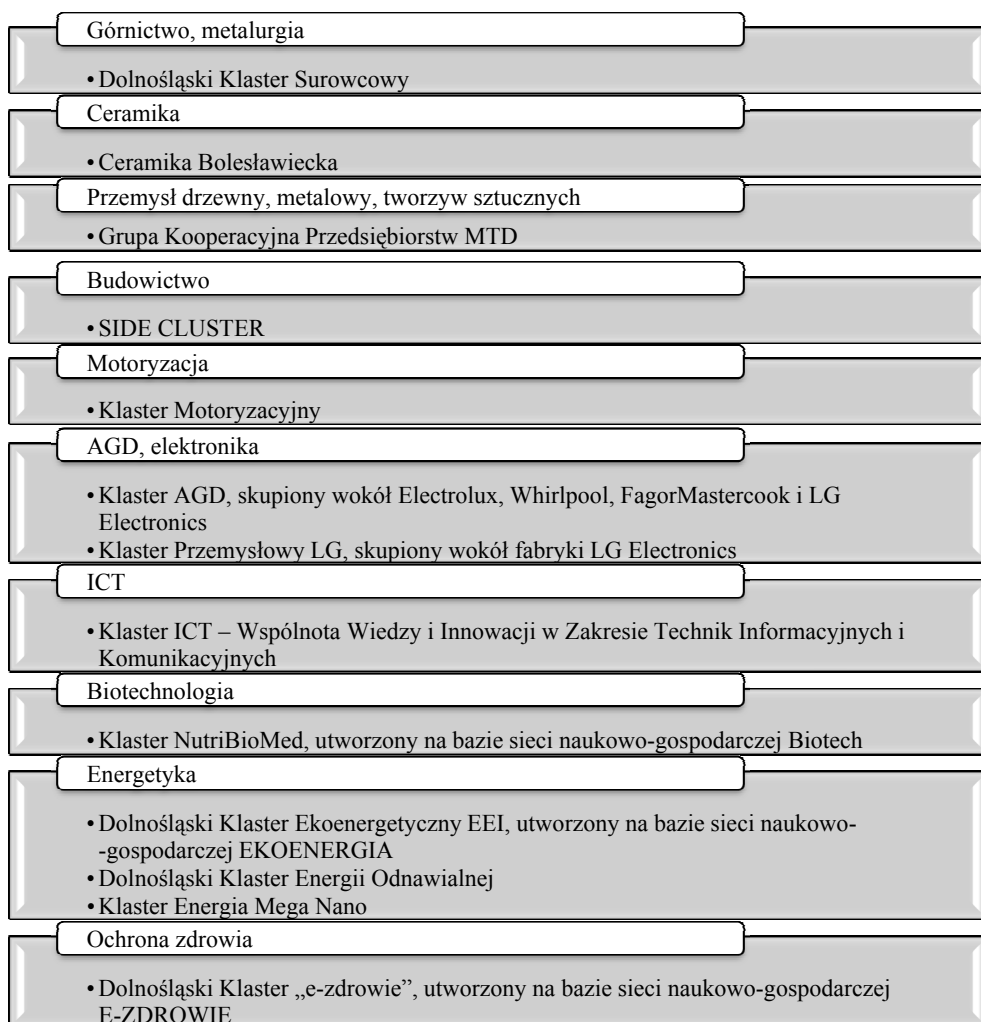 Górnictwo, metalurgia
• Dolnośląski Klaster Surowcowy
Ceramika
• Ceramika Bolesławiecka
Przemysł drzewny, metalowy, tworzyw sztucznych
• Grupa Kooperacyjna Przedsiębiorstw MTD
Budowictwo
• SIDE CLUSTER
Motoryzacja
• Klaster Motoryzacyjny
AGD, elektronika
• Klaster AGD, skupiony wokół Electrolux, Whirlpool, FagorMastercook i LG
Electronics
• Klaster Przemysłowy LG, skupiony wokół fabryki LG Electronics
ICT
• Klaster ICT – Wspólnota Wiedzy i Innowacji w Zakresie Technik Informacyjnych i
Komunikacyjnych
Biotechnologia
• Klaster NutriBioMed, utworzony na bazie sieci naukowo-gospodarczej Biotech
Energetyka
• Dolnośląski Klaster Ekoenergetyczny EEI, utworzony na bazie sieci naukowo-
-gospodarczej EKOENERGIA
• Dolnośląski Klaster Energii Odnawialnej
• Klaster Energia Mega Nano
Ochrona zdrowia
• Dolnośląski Klaster „e-zdrowie”, utworzony na bazie sieci naukowo-gospodarczej
E-ZDROWIE